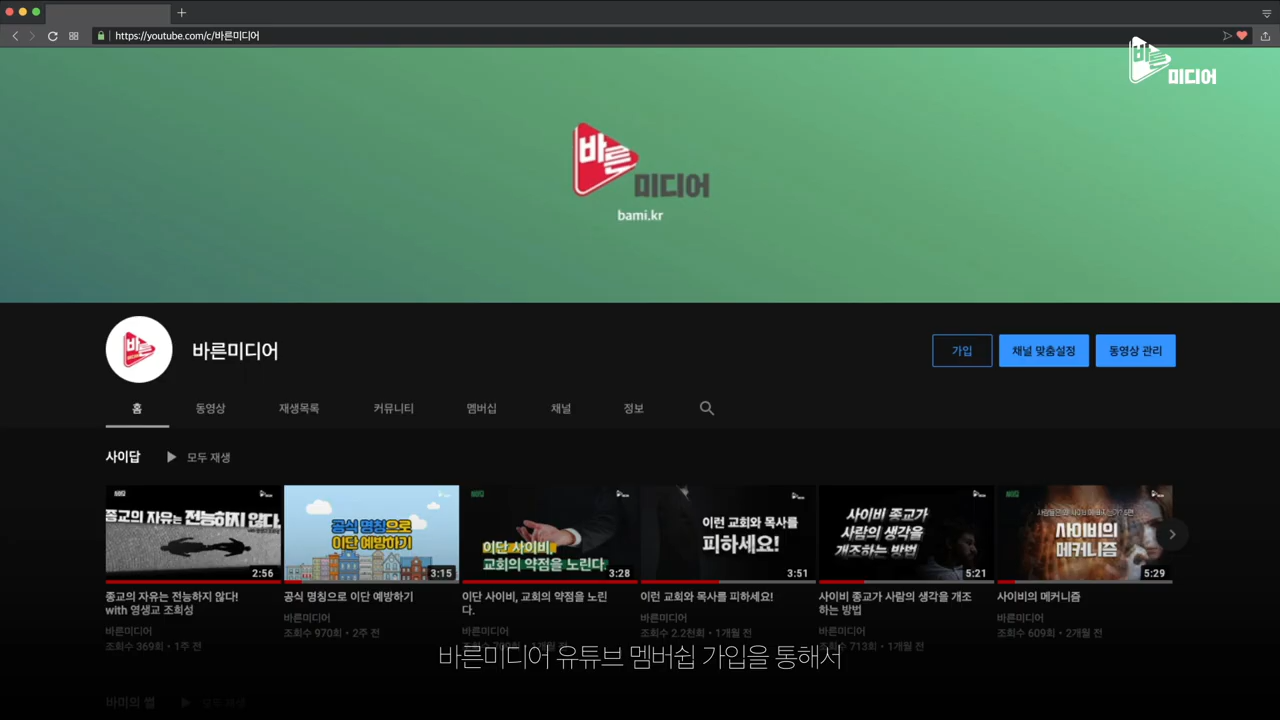 https://youtube.com/c/바른미디어
바른
미디어
바른
미디어
bami.kr
바른
바른미디어
가입
채널 맞춤설정
동영상 관리
홈
동영상
재생목록
커뮤니티
멤버십
채널
정보
사이답
모두 재생
종교의 자유는 전능하지 않다!
2:56
공식 명칭으로
이단 예방하기
3:15
이단 사이비,
교회의 약점을 노린다.
3:28
이런 교회와 목사를
피하세요!
3:51
사이비 종교가
사람의 생각을
개조하는 방법
5:21
사이비의
메커니즘
5:29
종교의 자유는 전능하지 않다!
with 영생교 조희성
바른미디어
조회수 369회 • 1주 전
공식 명칭으로 이단 예방하기
바른미디어
조회수 970회 • 2주 전
이단 사이비, 교회의 약점을 노린
다.
바른미디어
이런 교회와 목사를 피하세요!
바른미디어
조회수 2.2천회 • 1개월 전
사이비 종교가 사람의 생각을 개조
하는 방법
바른미디어
조회수 713회 • 1개월 전
사이비의 메커니즘
바른미디어
조회수 609회 • 2개월 전
바른미디어 유튜브 멤버쉽 가입을 통해서
바미의 썰
모두 재생